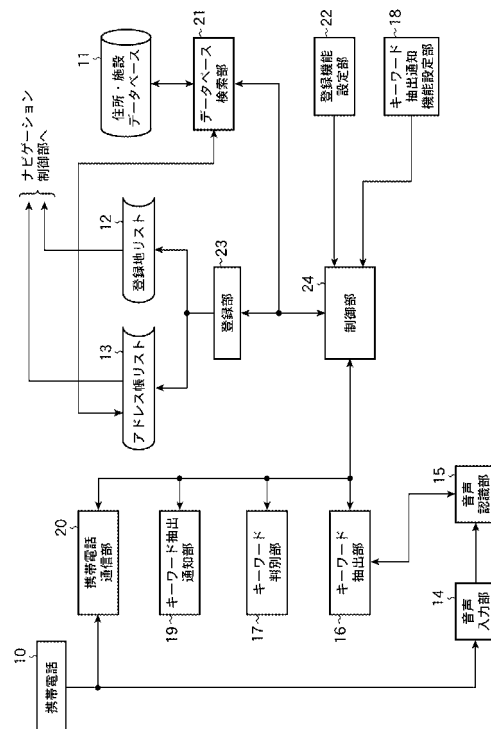 ナビゲーション
制御部へ
11
住所・施設
データベース
21
データベース
検索部
12
登録地リスト
13
アドレス帳リスト
23
登録部
22
登録機能
設定部
18
キーワード
抽出通知
機能設定部
24
制御部
10
携帯電話
20
携帯電話
通信部
キーワード抽出
通知部
19
キーワード
判別部
17
キーワード
抽出部
16
14
音声
入力部
15
音声
認識部